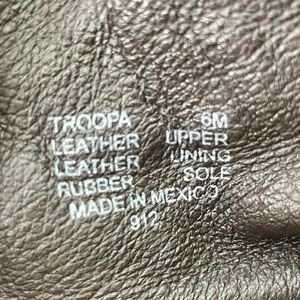 TROOPA 6M
LEATHER UPPER
LEATHER LINING
RUBBER SOLE
MADE IN MEXICO
912